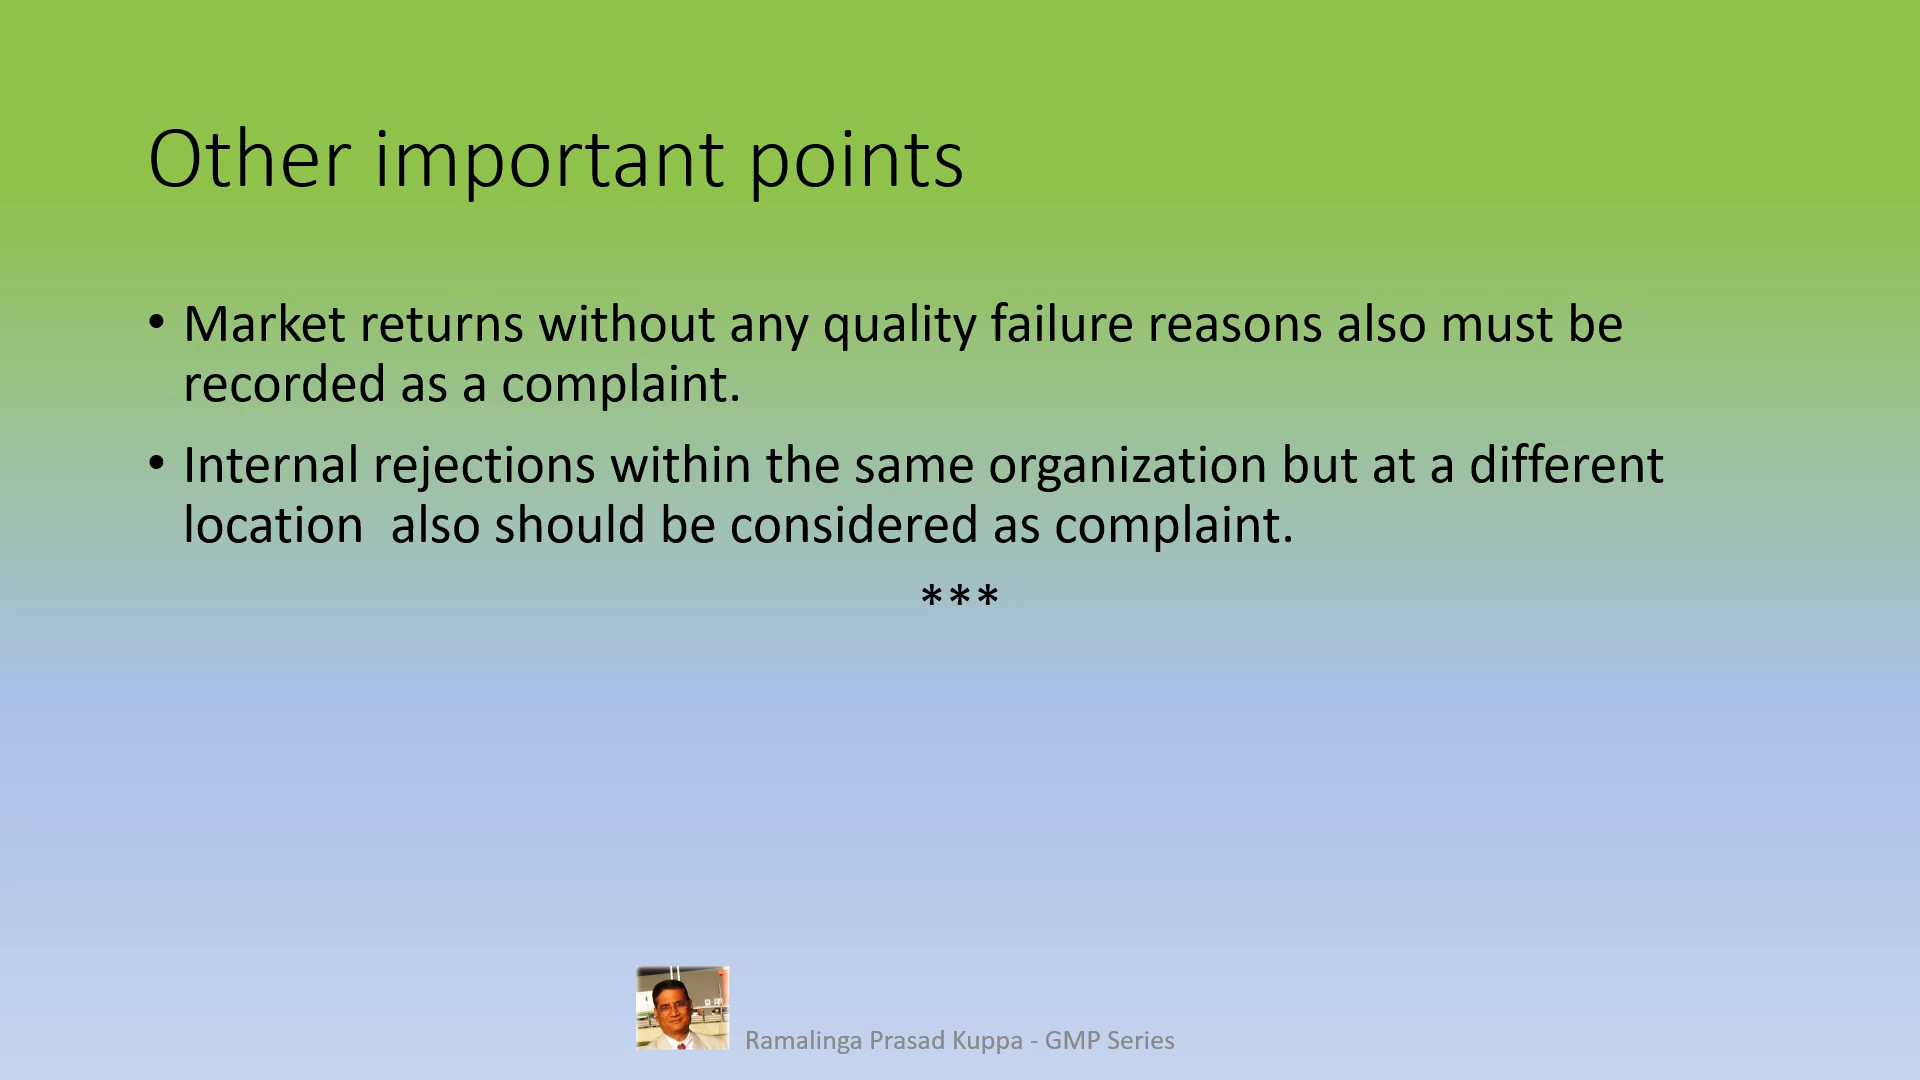 Other important points
• Market returns without any quality failure reasons also must be
recorded as a complaint.
• Internal rejections within the same organization but at a different
location  also should be considered as complaint.
***
Ramalinga Prasad Kuppa - GMP Series